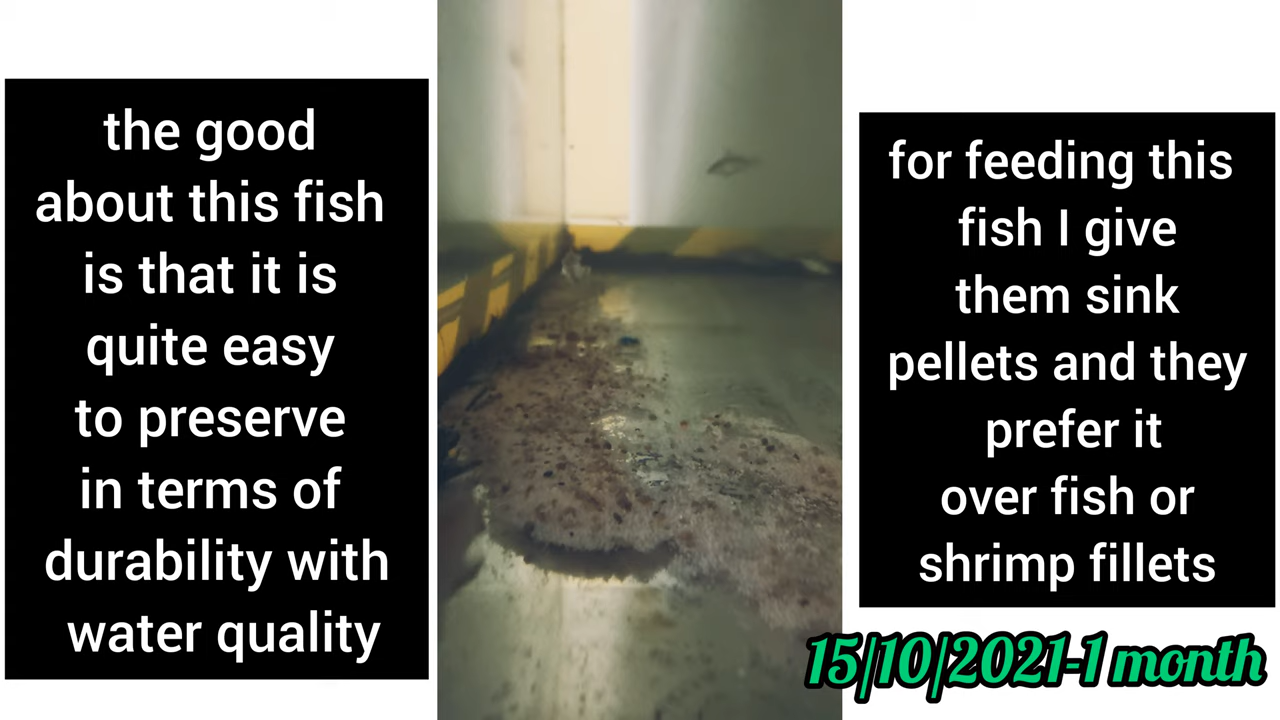 the good
about this fish
is that it is
quite easy
to preserve
in terms of
durability with
water quality
for feeding this
fish I give
them sink
pellets and they
prefer it
over fish or
shrimp fillets
15/10/2021-1 month